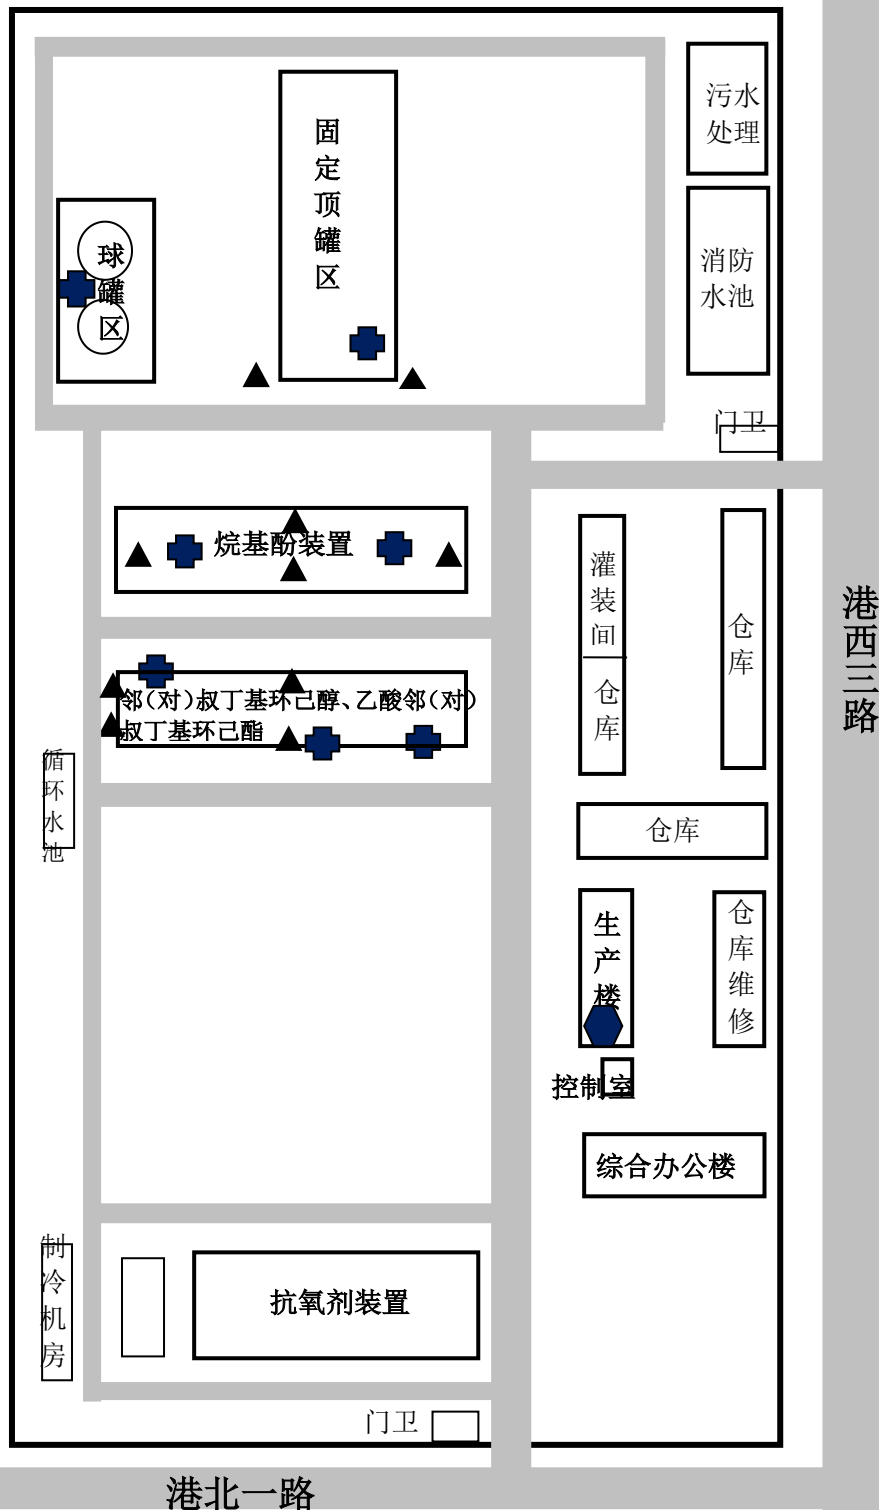 污水
处理
固定顶罐区
球罐区
消防
水池
门卫
烷基酚装置
灌装间
仓库
仓库
港西三路
邻（对）叔丁基环己醇、乙酸邻（对）
叔丁基环己酯
循环水池
仓库
生产楼
仓库维修
控制室
综合办公楼
制冷机房
抗氧剂装置
门卫
港北一路